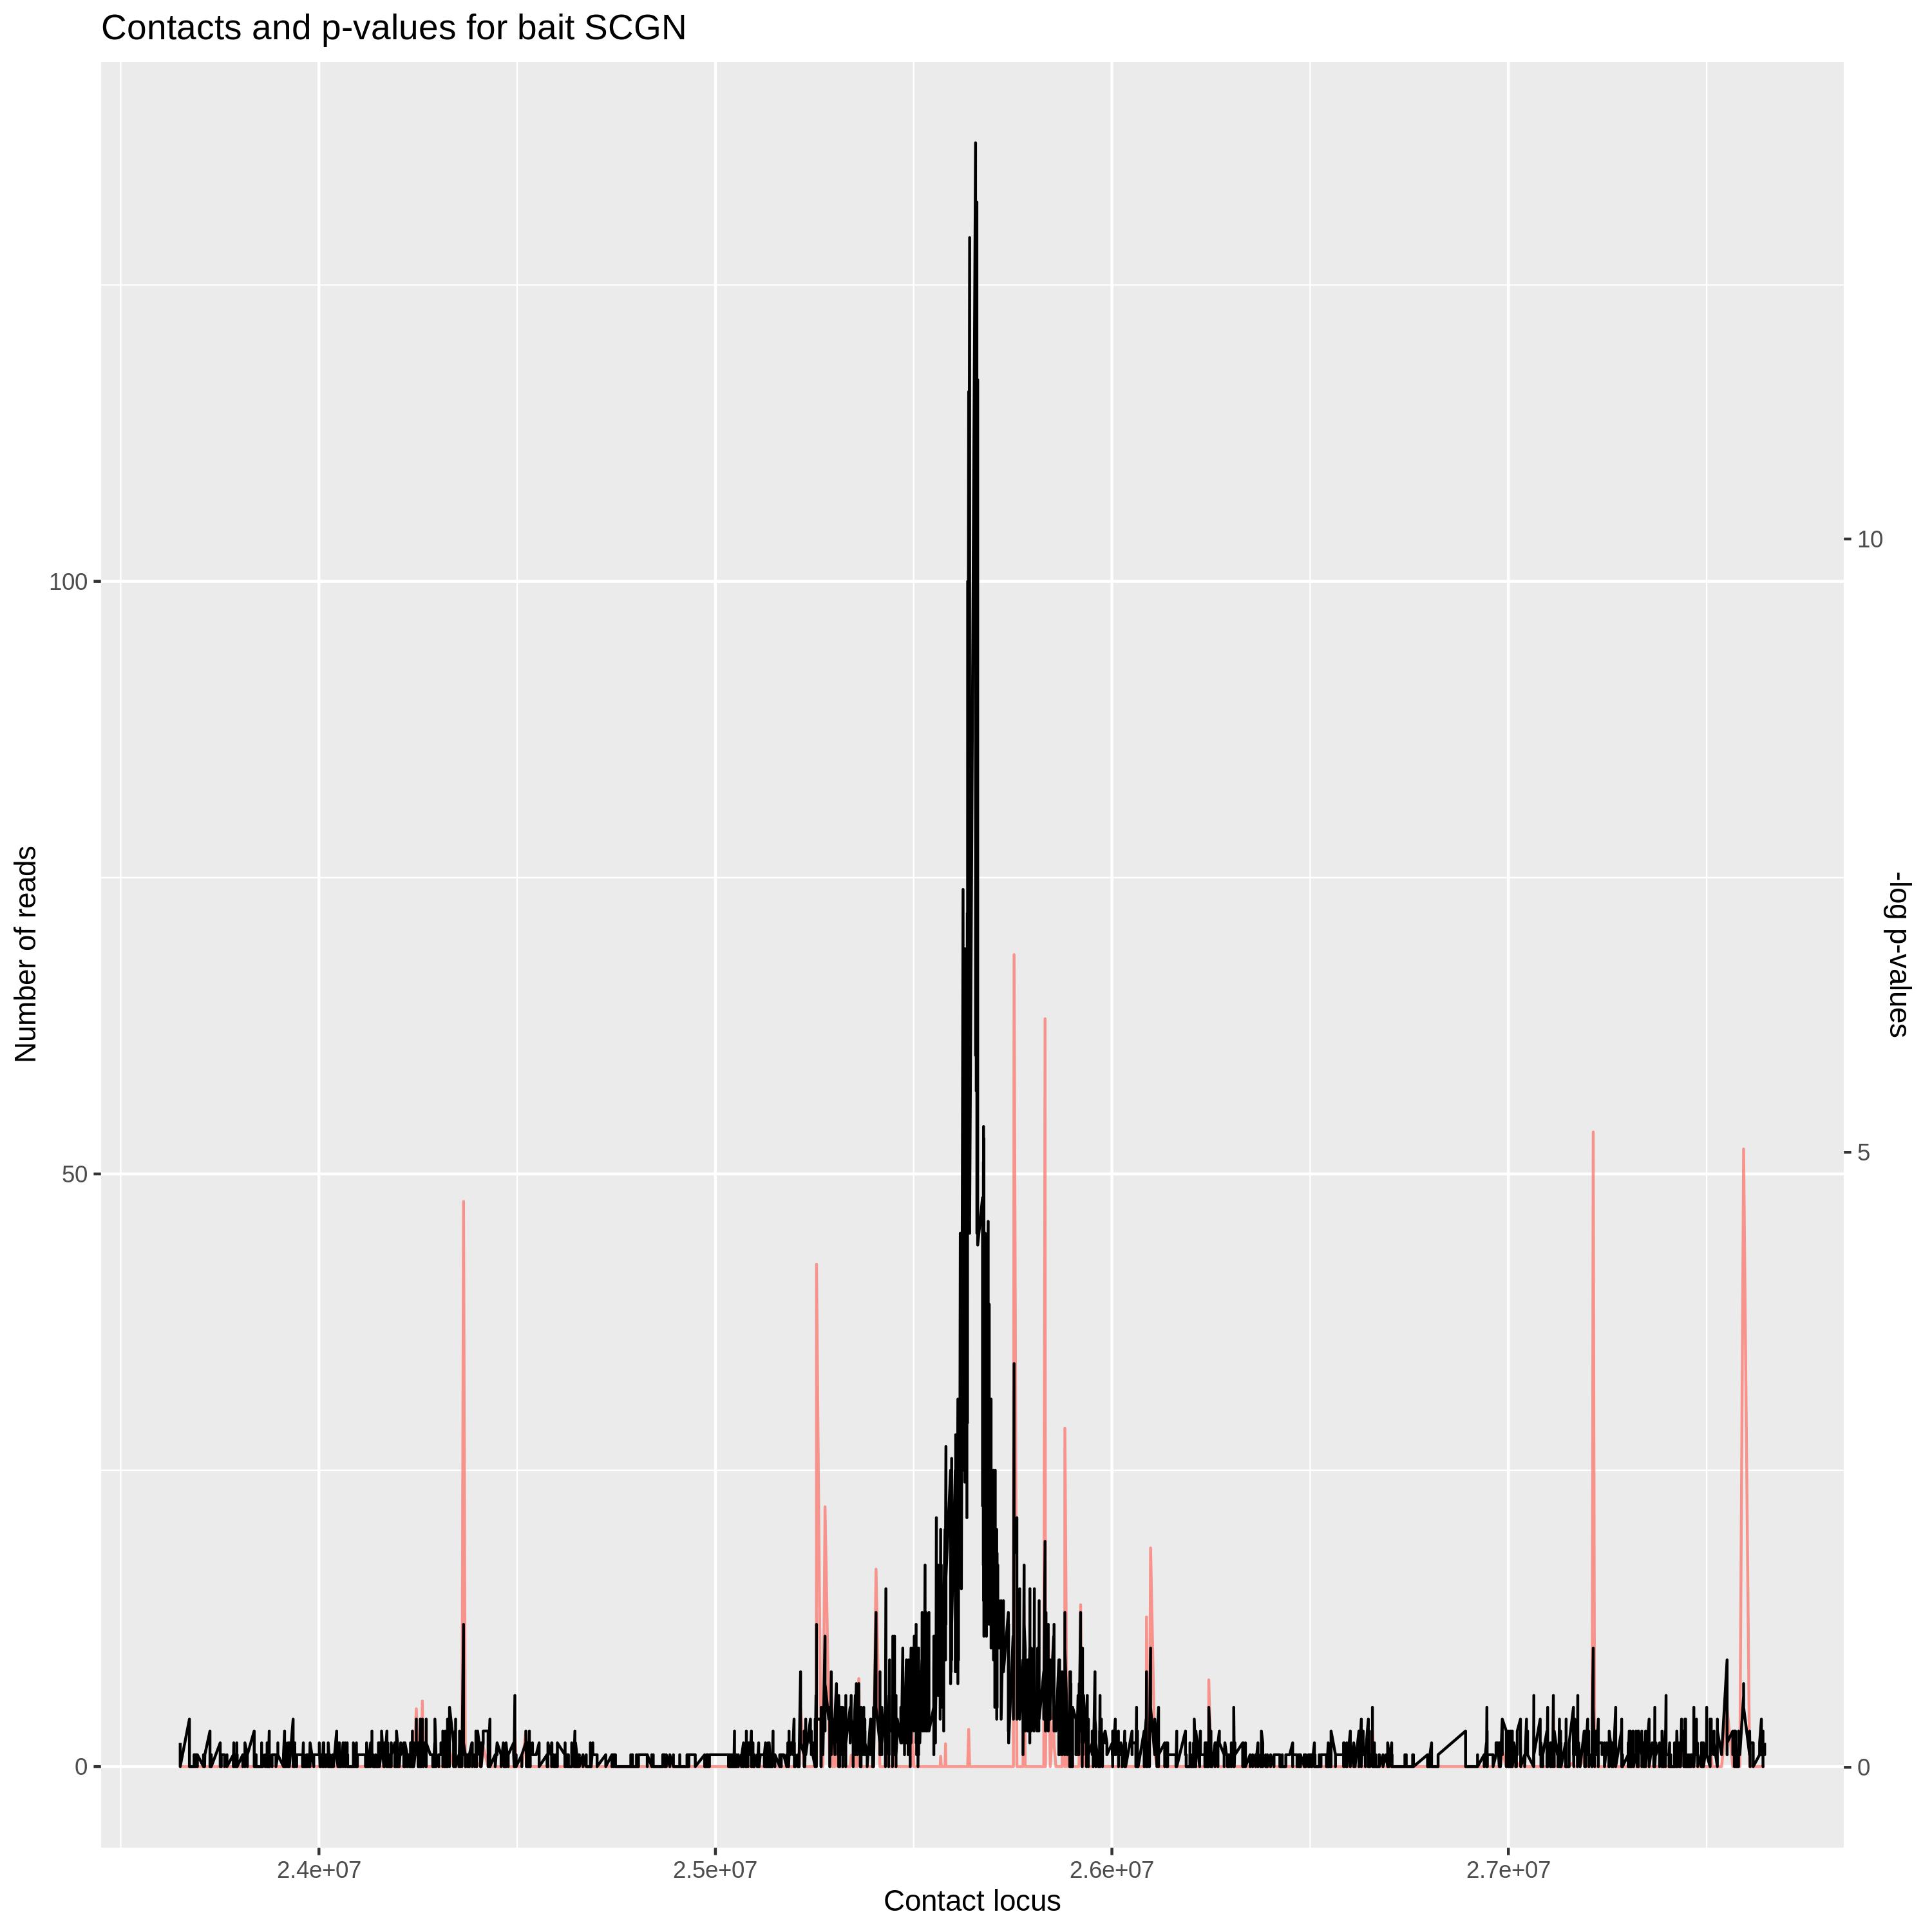 Contacts and p-values for bait SCGN
Number of reads
100
50
0
10
5
0
-log p-values
2.4e+07 2.5e+07 2.6e+07 2.7e+07
Contact locus